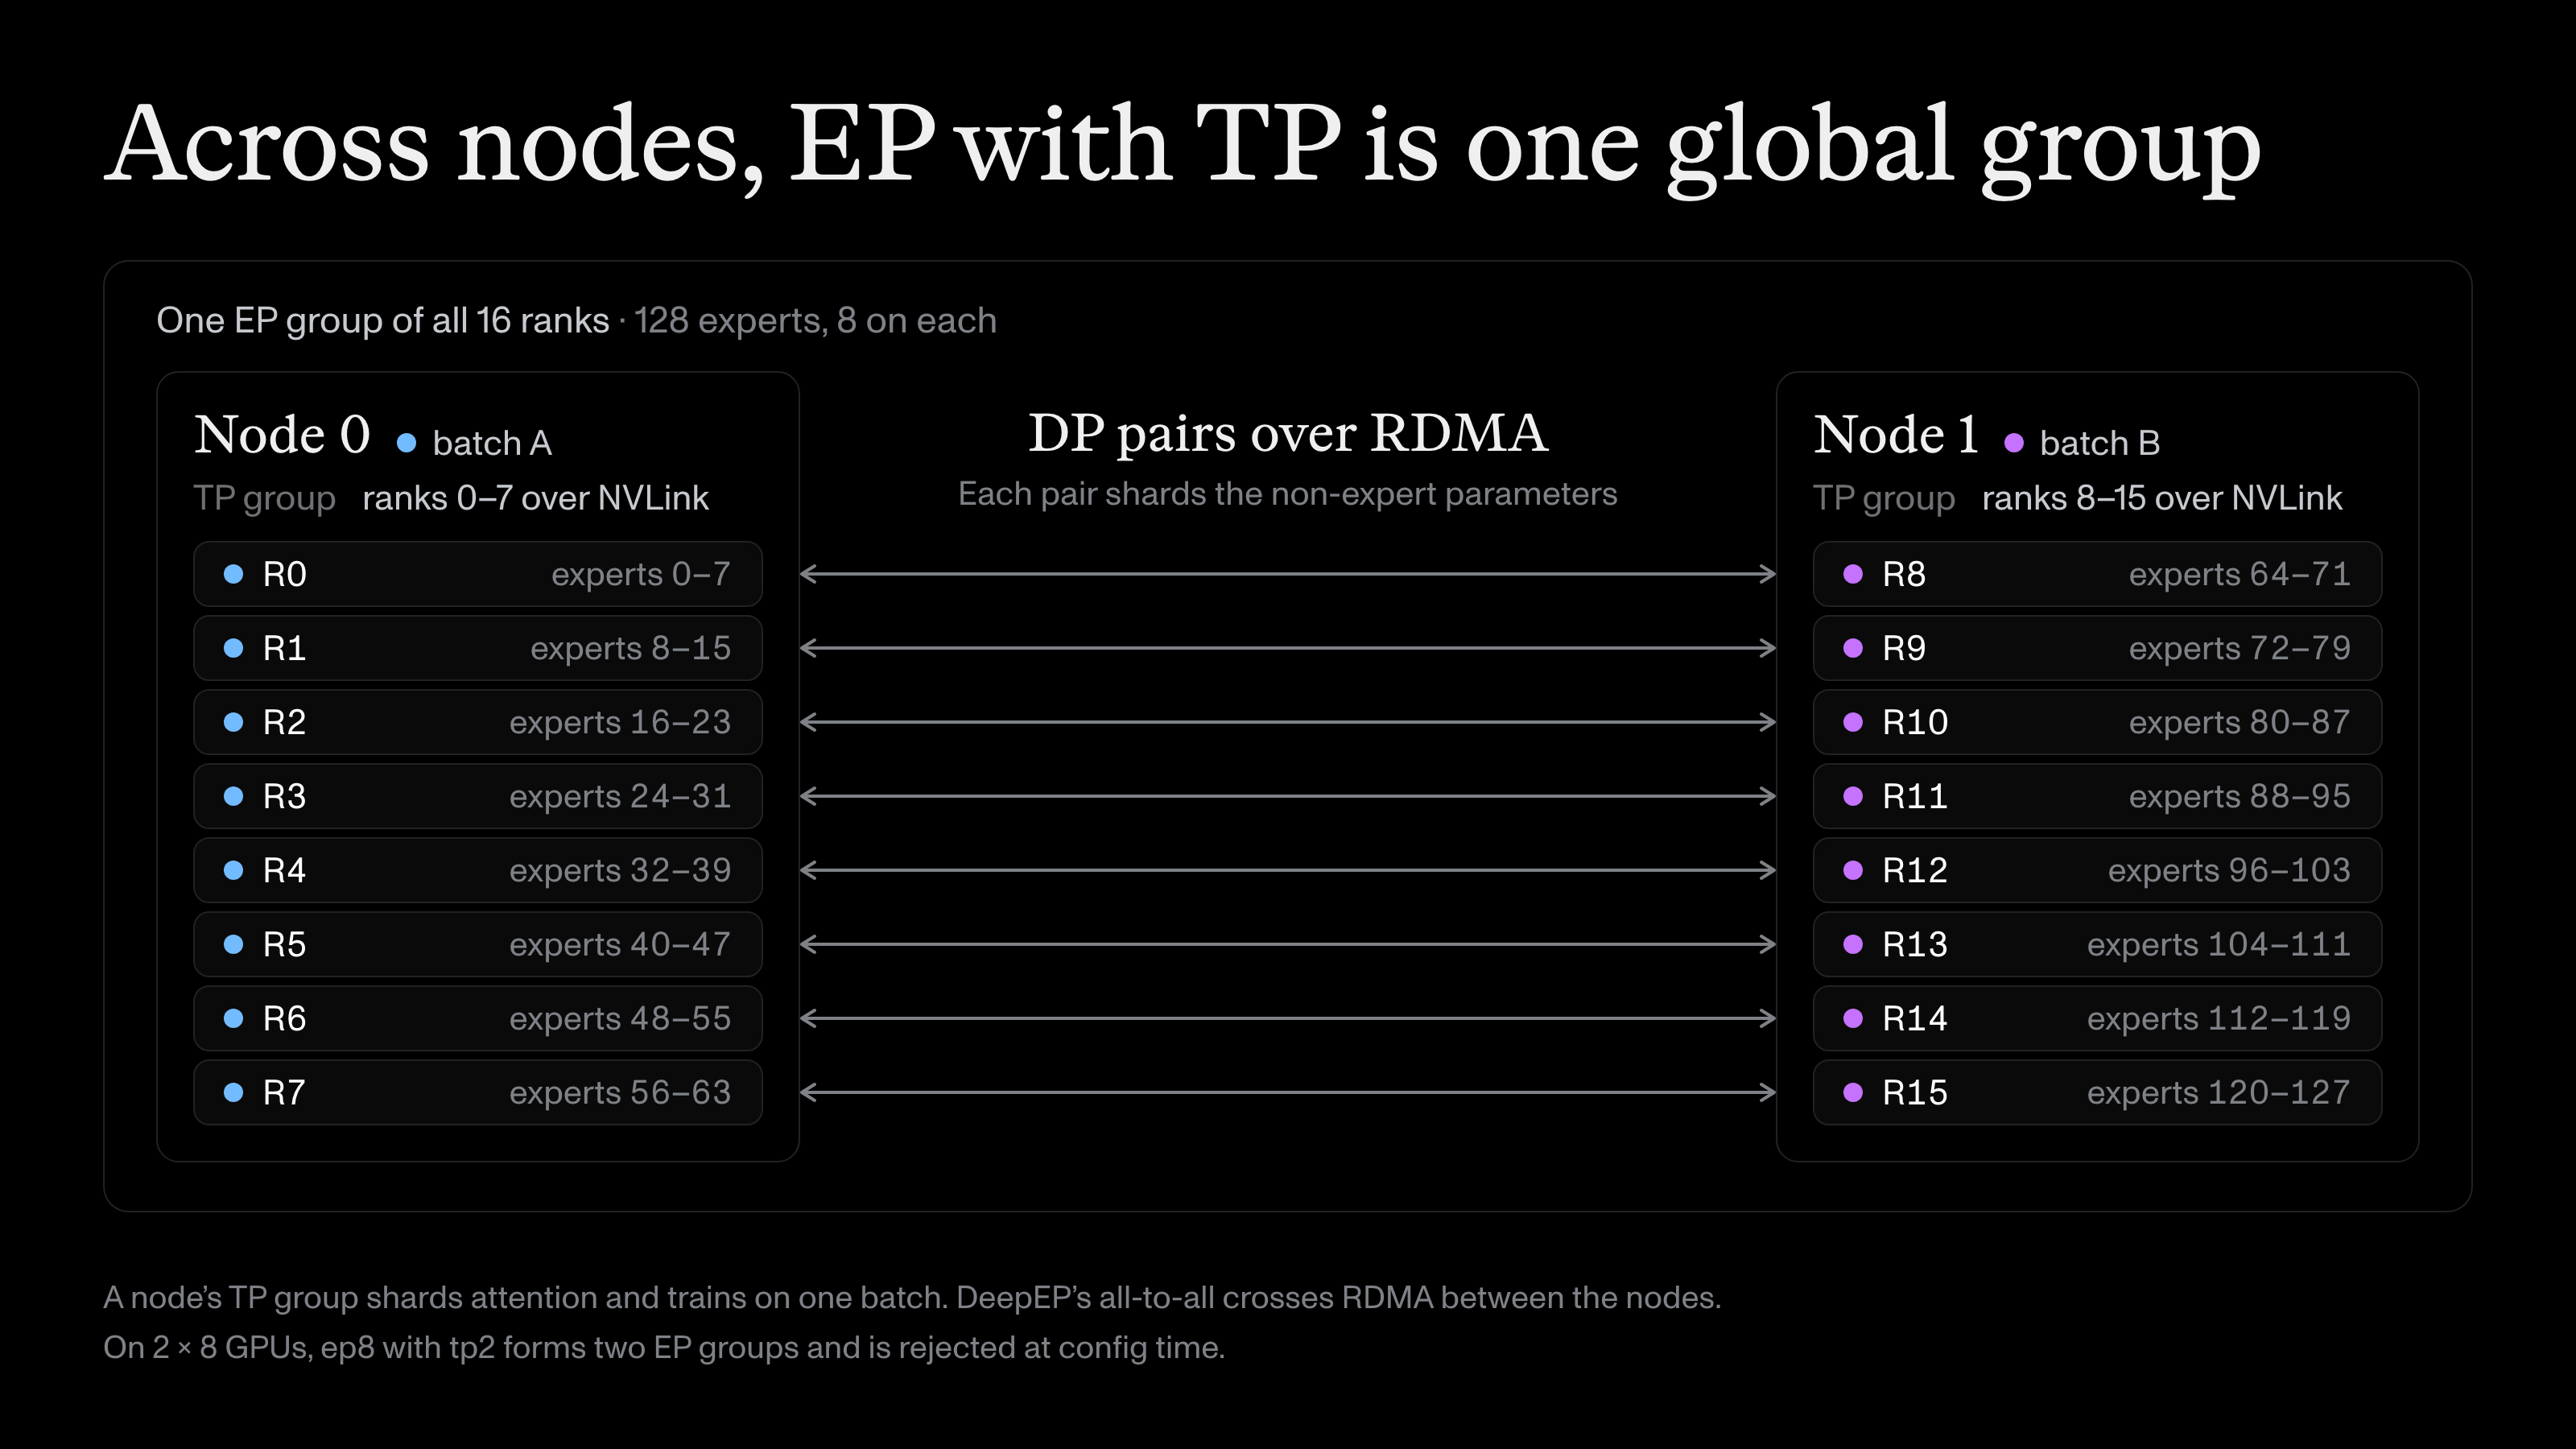 Across nodes, EP with TP is one global group
One EP group of all 16 ranks · 128 experts, 8 on each
Node 0 batch A
TP group ranks 0–7 over NVLink
R0 experts 0–7
R1 experts 8–15
R2 experts 16–23
R3 experts 24–31
R4 experts 32–39
R5 experts 40–47
R6 experts 48–55
R7 experts 56–63
DP pairs over RDMA
Each pair shards the non-expert parameters
Node 1 batch B
TP group ranks 8–15 over NVLink
R8 experts 64–71
R9 experts 72–79
R10 experts 80–87
R11 experts 88–95
R12 experts 96–103
R13 experts 104–111
R14 experts 112–119
R15 experts 120–127
A node’s TP group shards attention and trains on one batch. DeepEP’s all-to-all crosses RDMA between the nodes.
On 2 × 8 GPUs, ep8 with tp2 forms two EP groups and is rejected at config time.